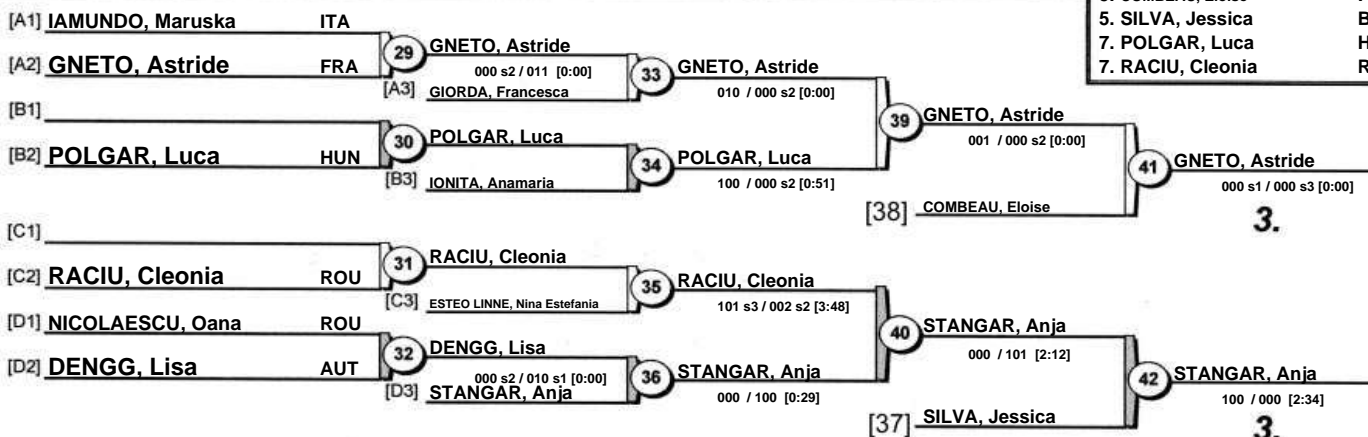 5. SILVA, Jessica B
7. POLGAR, Luca H
7. RACIU, Cleonia R
[A1] IAMUNDO, Maruska ITA
[A2] GNETO, Astride FRA
29 GNETO, Astride
000 s2 / 011 [0:00]
[A3] GIORDA, Francesca
33 GNETO, Astride
010 / 000 s2 [0:00]
[B1]
[B2] POLGAR, Luca HUN
30 POLGAR, Luca
[B3] IONITA, Anamaria
34 POLGAR, Luca
100 / 000 s2 [0:51]
39 GNETO, Astride
001 / 000 s2 [0:00]
[38] COMBEAU, Eloise
41 GNETO, Astride
000 s1 / 000 s3 [0:00]
3.
[C1]
[C2] RACIU, Cleonia ROU
31 RACIU, Cleonia
[C3] ESTEO LINNE, Nina Estefania
35 RACIU, Cleonia
101 s3 / 002 s2 [3:48]
[D1] NICOLAESCU, Oana ROU
[D2] DENGG, Lisa AUT
32 DENGG, Lisa
000 s2 / 010 s1 [0:00]
[D3] STANGAR, Anja
36 STANGAR, Anja
000 / 100 [0:29]
40 STANGAR, Anja
000 / 101 [2:12]
[37] SILVA, Jessica
42 STANGAR, Anja
100 / 000 [2:34]
3.